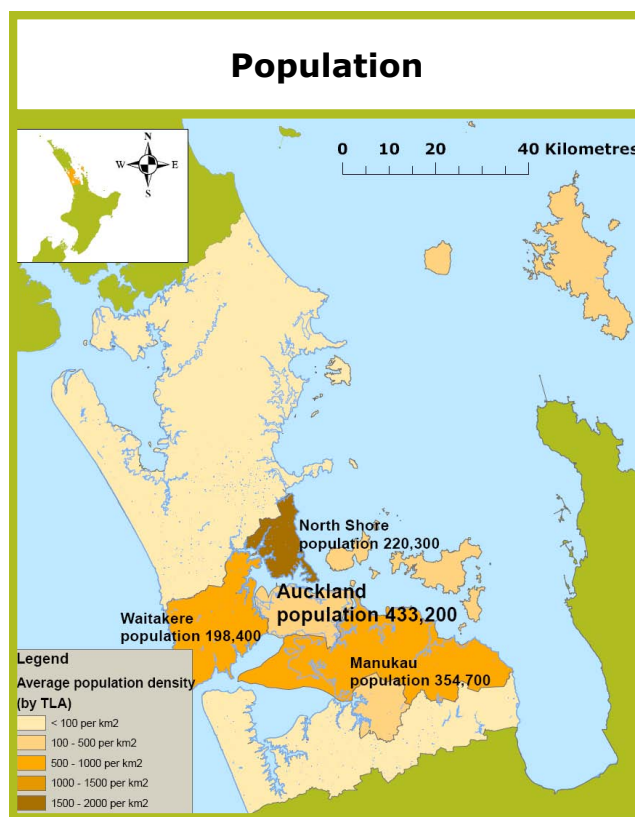 Population
N
W E
S
0 10 20 40 Kilometres
North Shore
population 220,300
Auckland
population 433,200
Waitakere
population 198,400
Manukau
population 354,700
Legend
Average population density
(by TLA)
< 100 per km2
100 - 500 per km2
500 - 1000 per km2
1000 - 1500 per km2
1500 - 2000 per km2